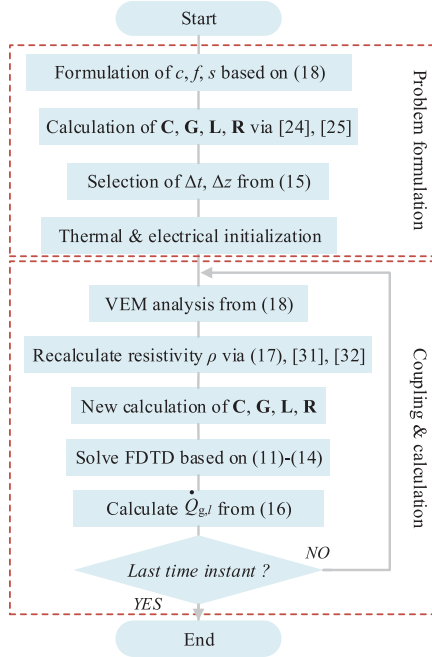 Start
Formulation of c, f, s based on (18)
Calculation of C, G, L, R via [24], [25]
Selection of Δt, Δz from (15)
Thermal & electrical initialization
Problem formulation
VEM analysis from (18)
Recalculate resistivity ρ via (17), [31], [32]
New calculation of C, G, L, R
Solve FDTD based on (11)-(14)
Calculate Q̇g,l from (16)
Last time instant ?
NO
YES
Coupling & calculation
End